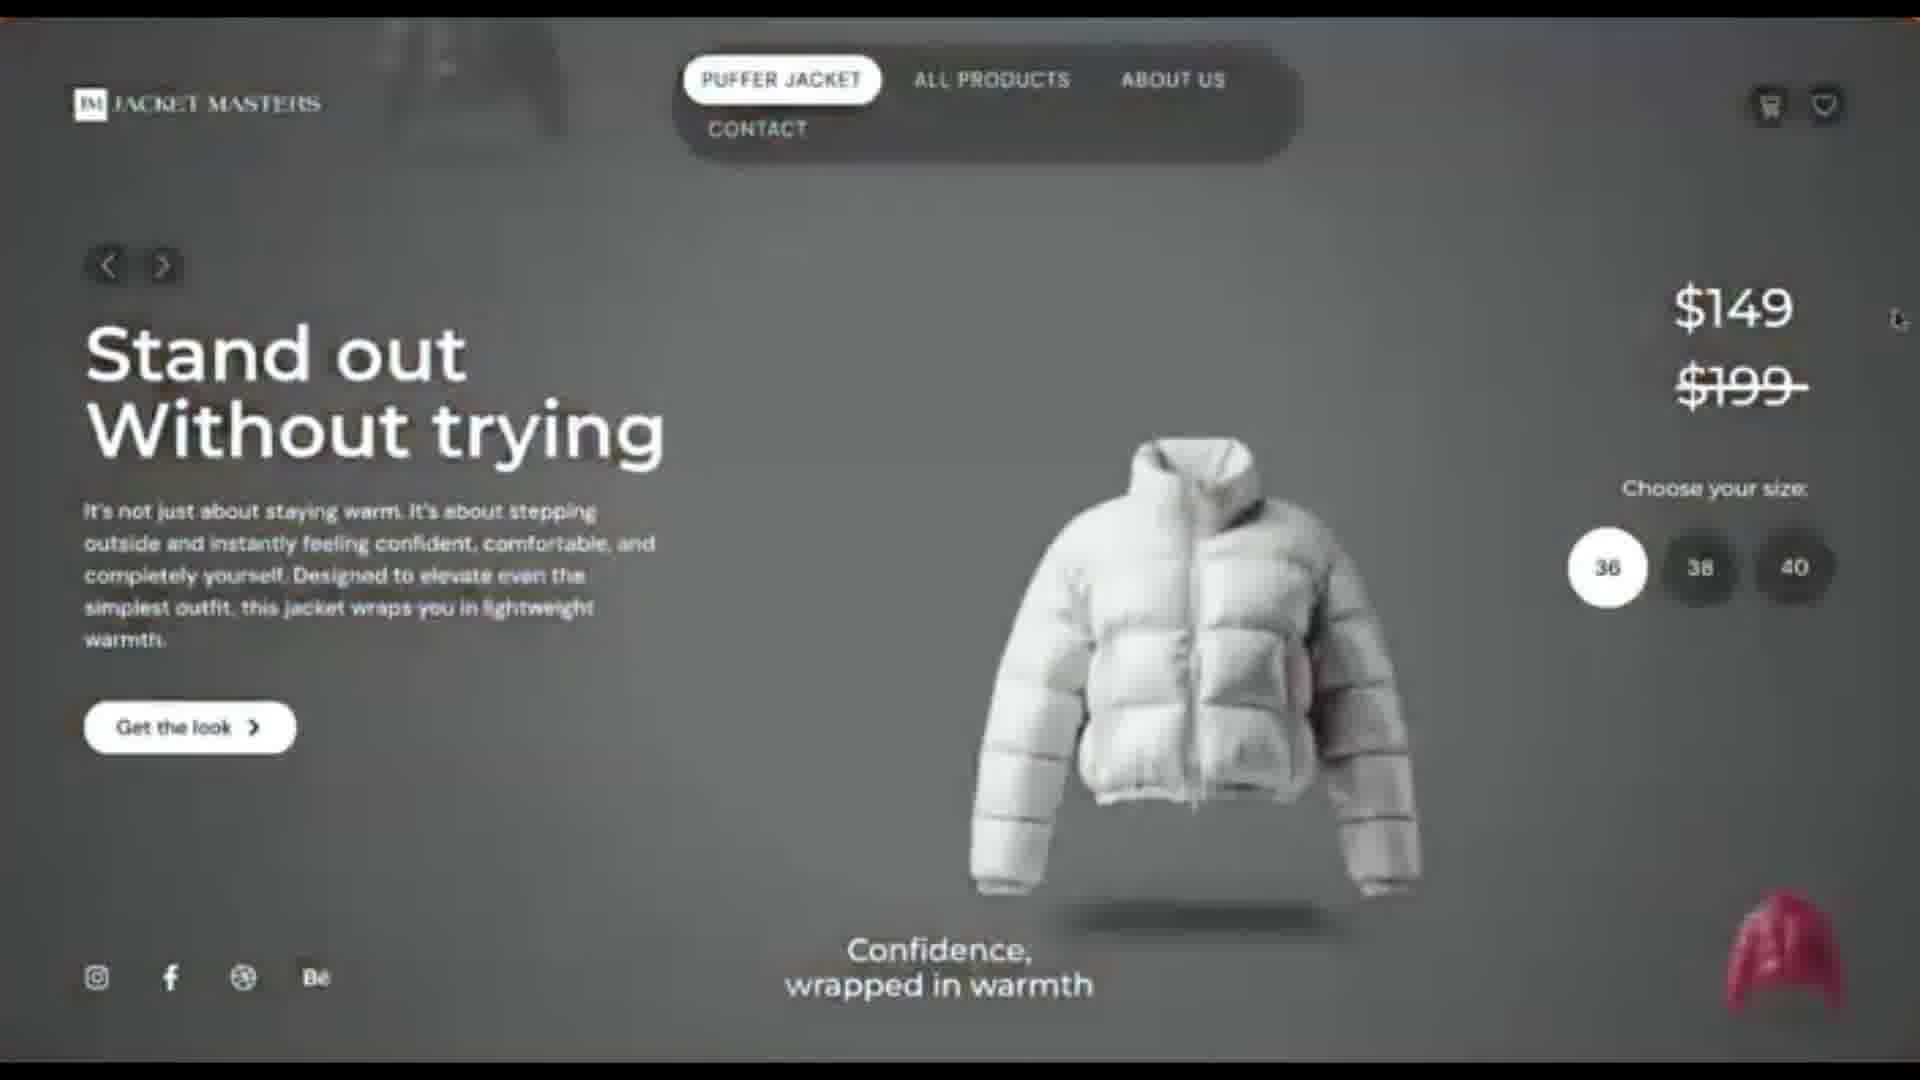 JM JACKET MASTERS
PUFFER JACKET ALL PRODUCTS ABOUT US
CONTACT
Stand out
Without trying
It's not just about staying warm. It's about stepping
outside and instantly feeling confident, comfortable, and
completely yourself. Designed to elevate even the
simplest outfit, this jacket wraps you in lightweight
warmth.
Get the look
$149
$199
Choose your size:
36 38 40
Confidence,
wrapped in warmth
Bē